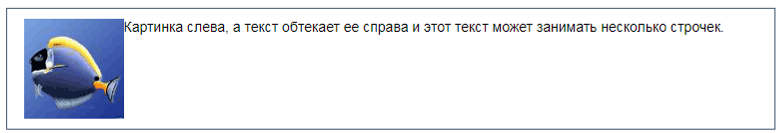 Картинка слева, а текст обтекает ее справа и этот текст может занимать несколько строчек.